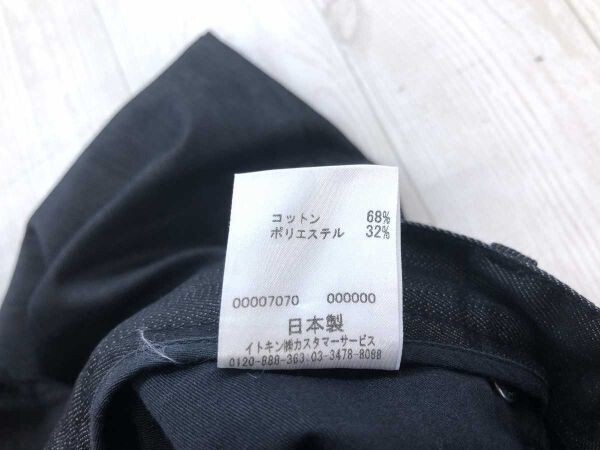 コットン 68%
ポリエステル 32%
00007070 000000
日本製
イトキン㈱カスタマーサービス
0120-888-363 03-3478-8088